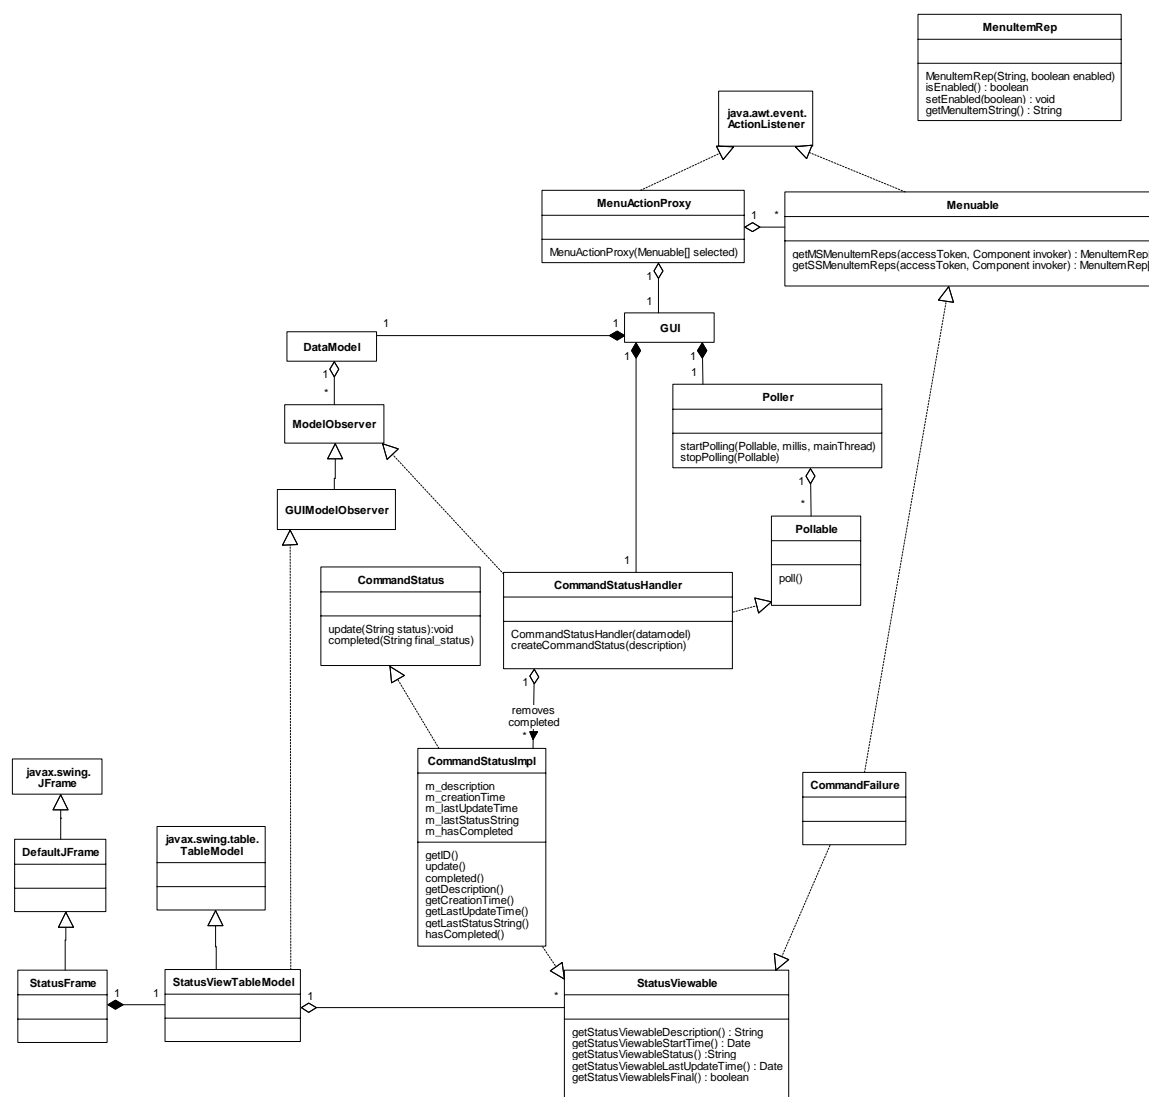 MenuItemRep
MenuItemRep(String, boolean enabled)
isEnabled() : boolean
setEnabled(boolean) : void
getMenuItemString() : String
java.awt.event.
ActionListener
MenuActionProxy
MenuActionProxy(Menuable[] selected)
1
*
Menuable
getMSMenuItemReps(accessToken, Component invoker) : MenuItemRep[
getSSMenuItemReps(accessToken, Component invoker) : MenuItemRep[
1
1
GUI
1
1
1
1
1
DataModel
1
*
ModelObserver
GUIModelObserver
Poller
startPolling(Pollable, millis, mainThread)
stopPolling(Pollable)
1
*
Pollable
poll()
CommandStatus
update(String status):void
completed(String final_status)
1
CommandStatusHandler
CommandStatusHandler(datamodel)
createCommandStatus(description)
1
removes
completed
*
CommandStatusImpl
m_description
m_creationTime
m_lastUpdateTime
m_lastStatusString
m_hasCompleted
getID()
update()
completed()
getDescription()
getCreationTime()
getLastUpdateTime()
getLastStatusString()
hasCompleted()
CommandFailure
javax.swing.
JFrame
DefaultJFrame
javax.swing.table.
TableModel
StatusFrame
1
1
StatusViewTableModel
1
*
StatusViewable
getStatusViewableDescription() : String
getStatusViewableStartTime() : Date
getStatusViewableStatus() :String
getStatusViewableLastUpdateTime() : Date
getStatusViewableIsFinal() : boolean